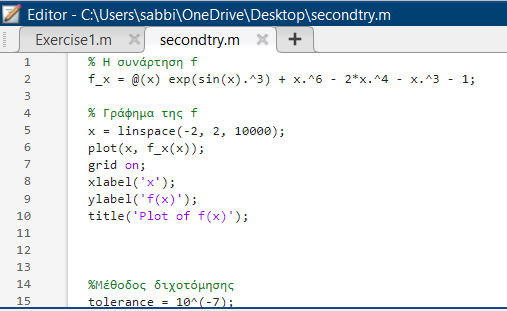 Editor - C:\Users\sabbi\OneDrive\Desktop\secondtry.m
Exercise1.m × secondtry.m × +
1 % Η συνάρτηση f
2 f_x = @(x) exp(sin(x).^3) + x.^6 - 2*x.^4 - x.^3 - 1;
3
4 % Γράφημα της f
5 x = linspace(-2, 2, 10000);
6 plot(x, f_x(x));
7 grid on;
8 xlabel('x');
9 ylabel('f(x)');
10 title('Plot of f(x)');
11
12
13
14 %Μέθοδος διχοτόμησης
15 tolerance = 10^(-7);